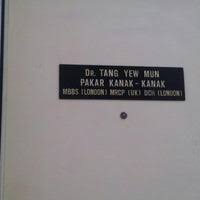 DR. TANG YEW MUN
PAKAR KANAK-KANAK
MBBS (LONDON) MRCP (UK) DCH (LONDON)